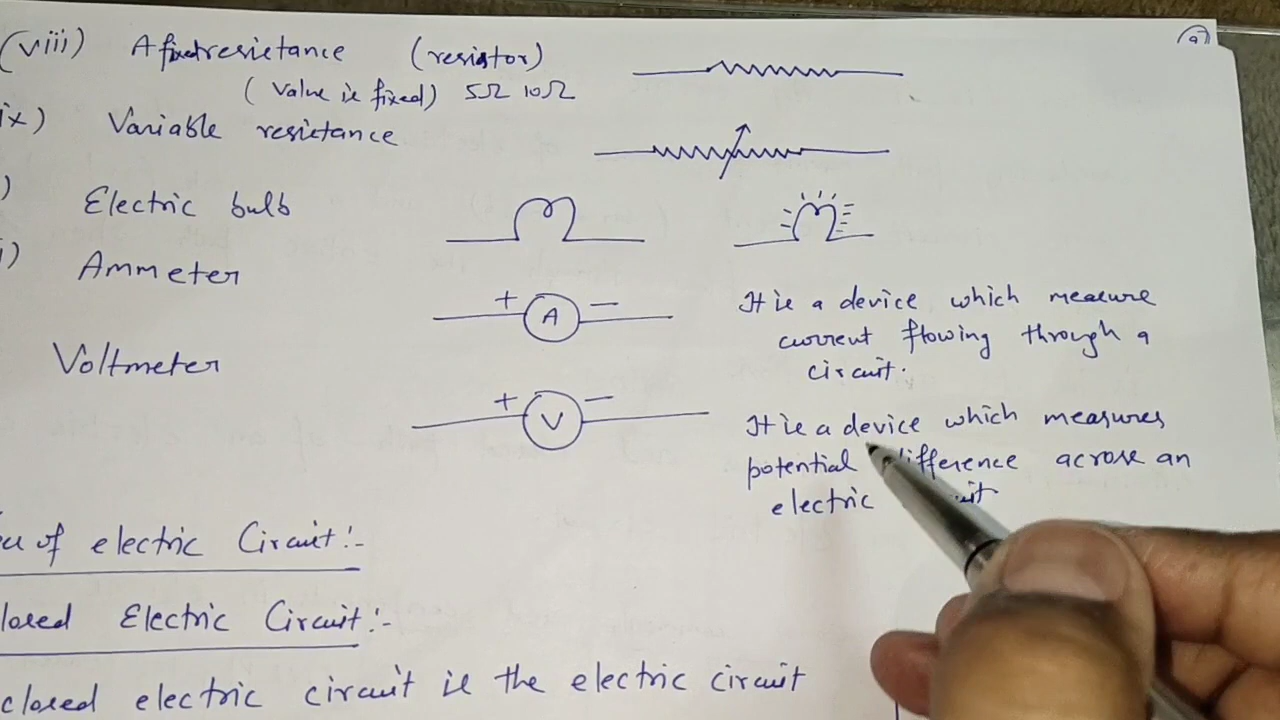 (viii) A fixed resistance (resistor)
(Value is fixed) 5Ω 10Ω
ix) Variable resistance
) Electric bulb
i) Ammeter
+ A −
It is a device which measure
current flowing through a
circuit.
Voltmeter
+ V −
It is a device which measures
potential difference across an
electric
of electric Circuit:-
losed Electric Circuit:-
closed electric circuit is the electric circuit